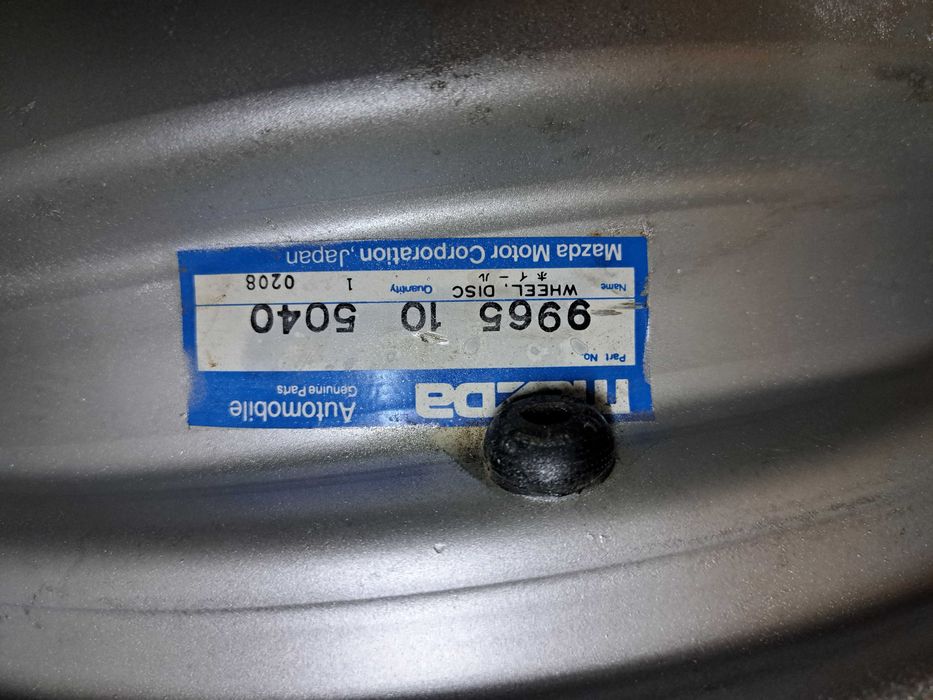 mazda Automobile
Genuine Parts
Part No.
9965 10 5040
Name WHEEL, DISC Quantity
ホイール 1 0208
Mazda Motor Corporation, Japan